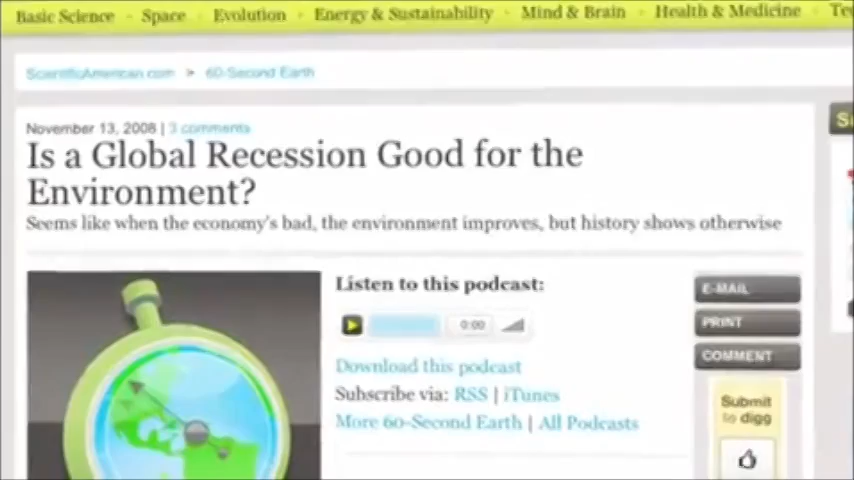 Basic Science · Space · Evolution · Energy & Sustainability · Mind & Brain · Health & Medicine ·
ScientificAmerican.com > 60-Second Earth
November 13, 2008 | 3 comments
Is a Global Recession Good for the
Environment?
Seems like when the economy's bad, the environment improves, but history shows otherwise
Listen to this podcast:
0:00
Download this podcast
Subscribe via: RSS | iTunes
More 60-Second Earth | All Podcasts
E-MAIL
PRINT
COMMENT
Submit
to digg